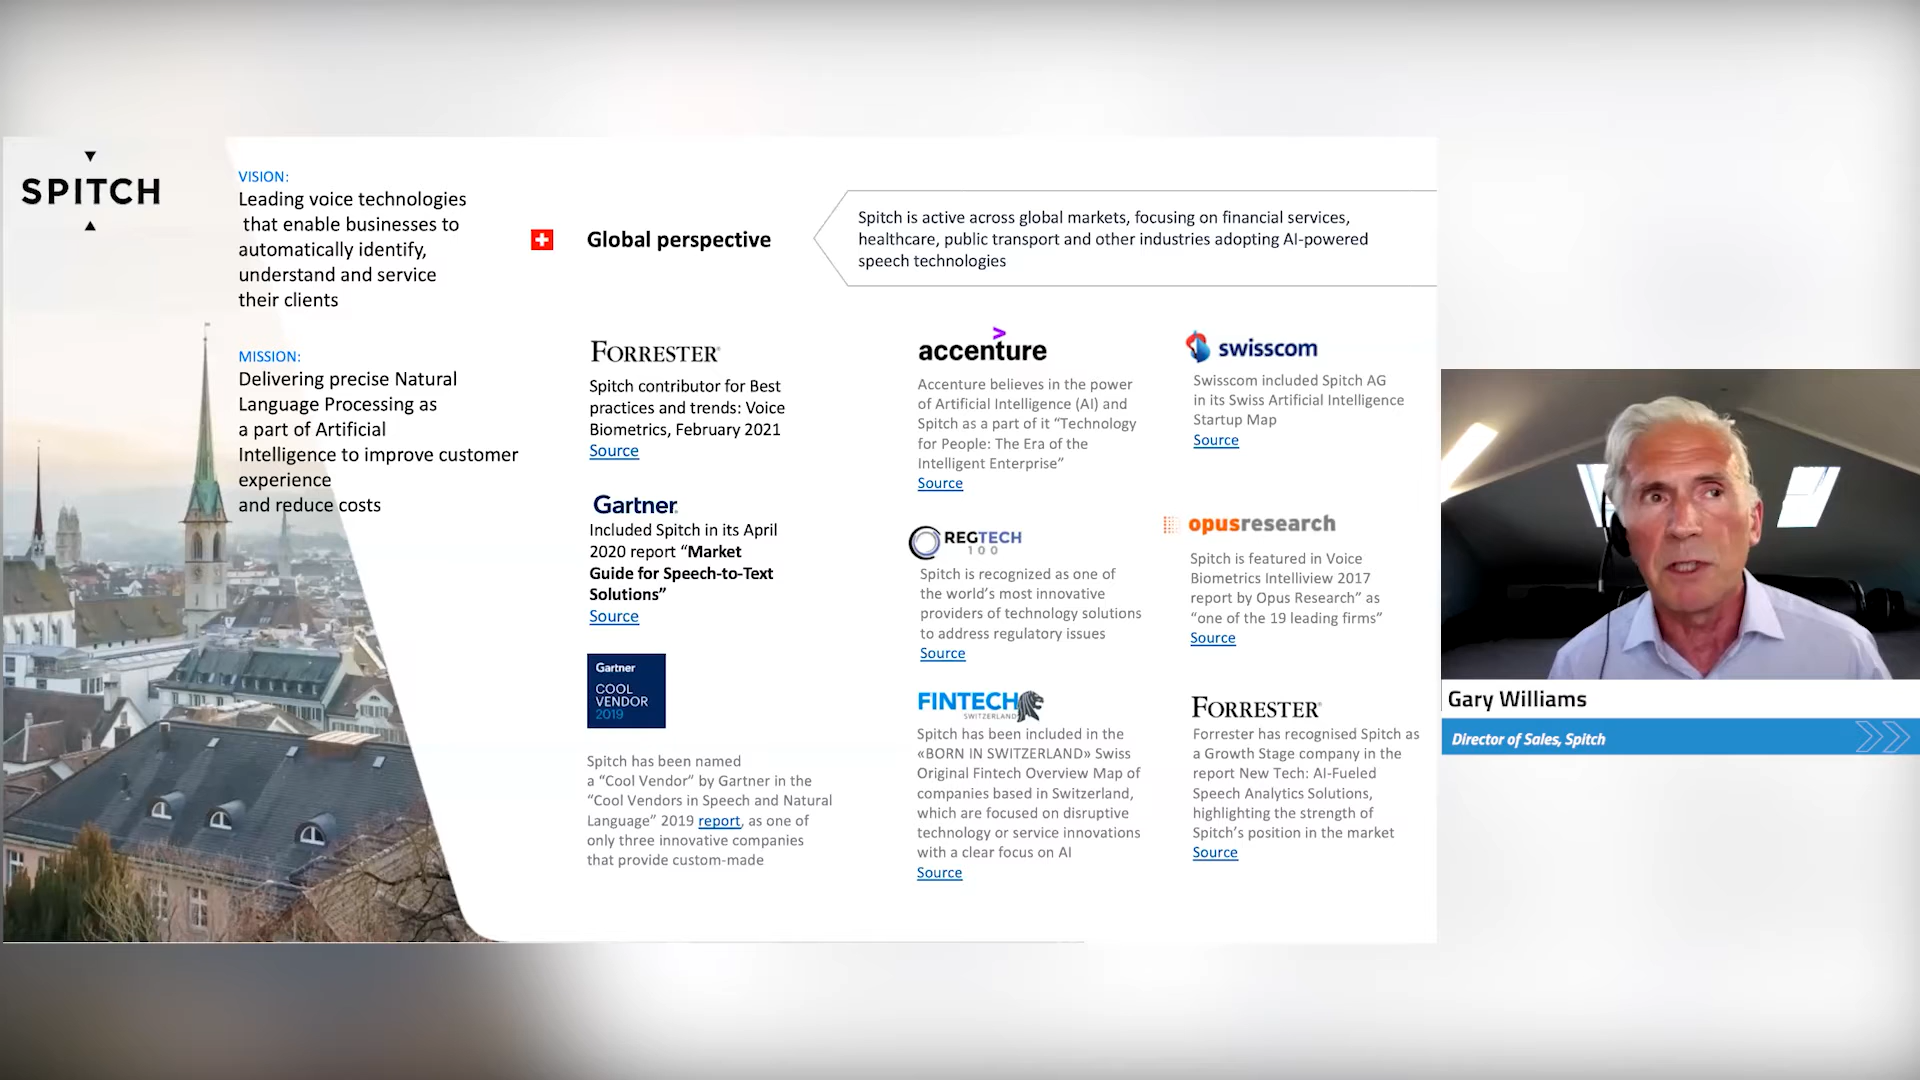 SPITCH
VISION:
Leading voice technologies
that enable businesses to
automatically identify,
understand and service
their clients
MISSION:
Delivering precise Natural
Language Processing as
a part of Artificial
Intelligence to improve customer
experience
and reduce costs
Global perspective
Spitch is active across global markets, focusing on financial services,
healthcare, public transport and other industries adopting AI-powered
speech technologies
FORRESTER
Spitch contributor for Best
practices and trends: Voice
Biometrics, February 2021
Source
Gartner
Included Spitch in its April
2020 report “Market
Guide for Speech-to-Text
Solutions”
Source
Gartner
COOL
VENDOR
2019
Spitch has been named
a “Cool Vendor” by Gartner in the
“Cool Vendors in Speech and Natural
Language” 2019 report, as one of
only three innovative companies
that provide custom-made
accenture
Accenture believes in the power
of Artificial Intelligence (AI) and
Spitch as a part of it “Technology
for People: The Era of the
Intelligent Enterprise”
Source
REGTECH
100
Spitch is recognized as one of
the world’s most innovative
providers of technology solutions
to address regulatory issues
Source
FINTECH
SWITZERLAND
Spitch has been included in the
«BORN IN SWITZERLAND» Swiss
Original Fintech Overview Map of
companies based in Switzerland,
which are focused on disruptive
technology or service innovations
with a clear focus on AI
Source
swisscom
Swisscom included Spitch AG
in its Swiss Artificial Intelligence
Startup Map
Source
opusresearch
Spitch is featured in Voice
Biometrics Intelliview 2017
report by Opus Research” as
“one of the 19 leading firms”
Source
FORRESTER
Forrester has recognised Spitch as
a Growth Stage company in the
report New Tech: AI-Fueled
Speech Analytics Solutions,
highlighting the strength of
Spitch’s position in the market
Source
Gary Williams
Director of Sales, Spitch